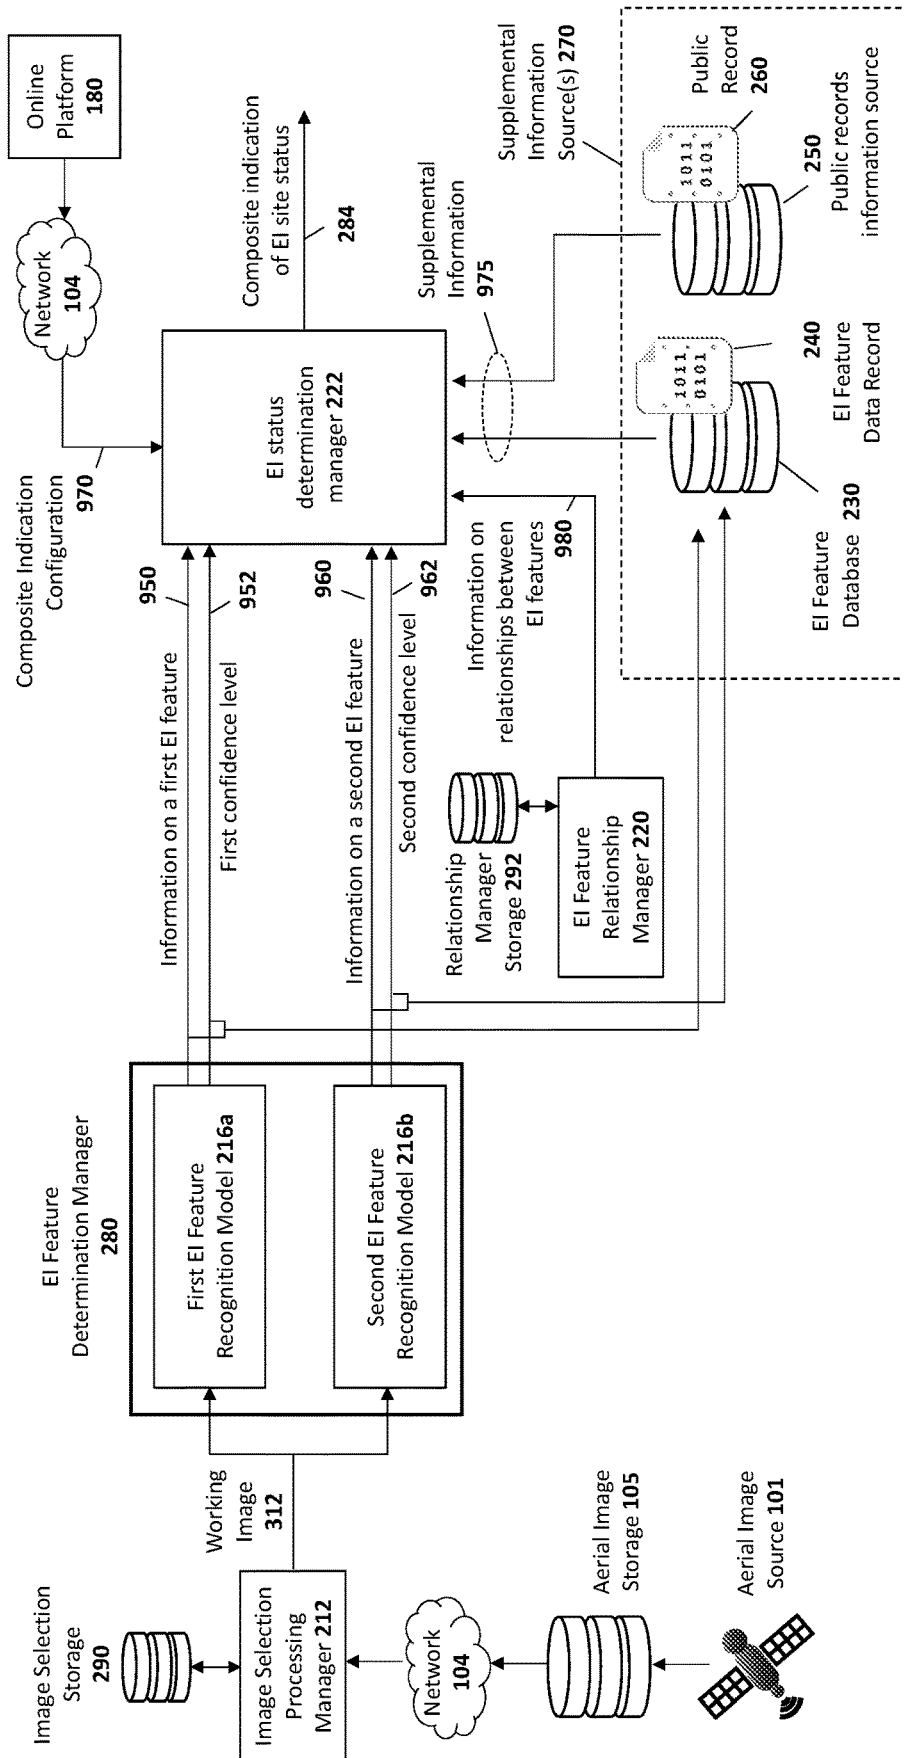 Image Selection
Storage
290
Image Selection
Processing
Manager 212
Network
104
Aerial Image
Storage 105
Aerial Image
Source 101
Working
Image
312
EI Feature
Determination Manager
280
First EI Feature
Recognition Model 216a
Second EI Feature
Recognition Model 216b
Information on a first EI feature
950
First confidence level
952
Information on a second EI feature
960
Second confidence level
962
Relationship
Manager
Storage 292
EI Feature
Relationship
Manager 220
Information on
relationships between
EI features
980
Composite Indication
Configuration
970
Network
104
Online
Platform
180
EI status
determination
manager 222
Composite indication
of EI site status
284
Supplemental
Information
975
Supplemental
Information
Source(s) 270
1011
0101
EI Feature
Database 230
EI Feature
Data Record
240
1011
0101
Public
Record
260
Public records
information source
250